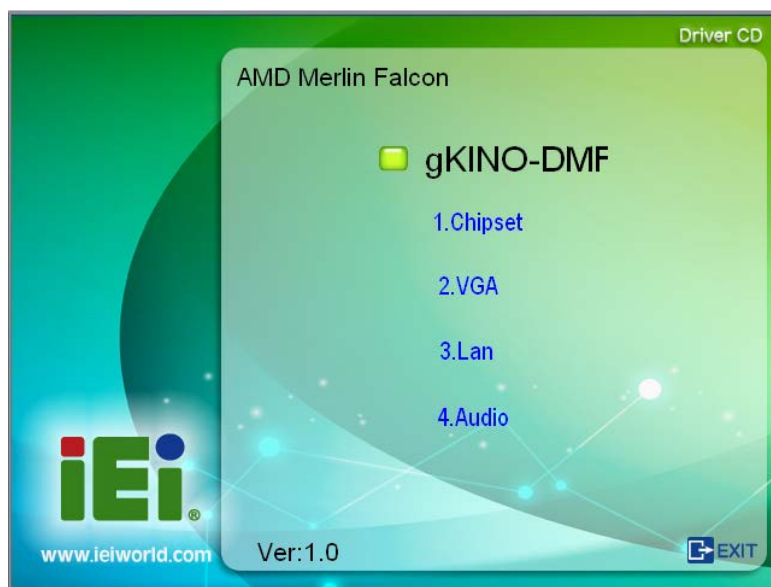 Driver CD
AMD Merlin Falcon
gKINO-DMF
1.Chipset
2.VGA
3.Lan
4.Audio
iEi®
www.ieiworld.com
Ver:1.0
EXIT